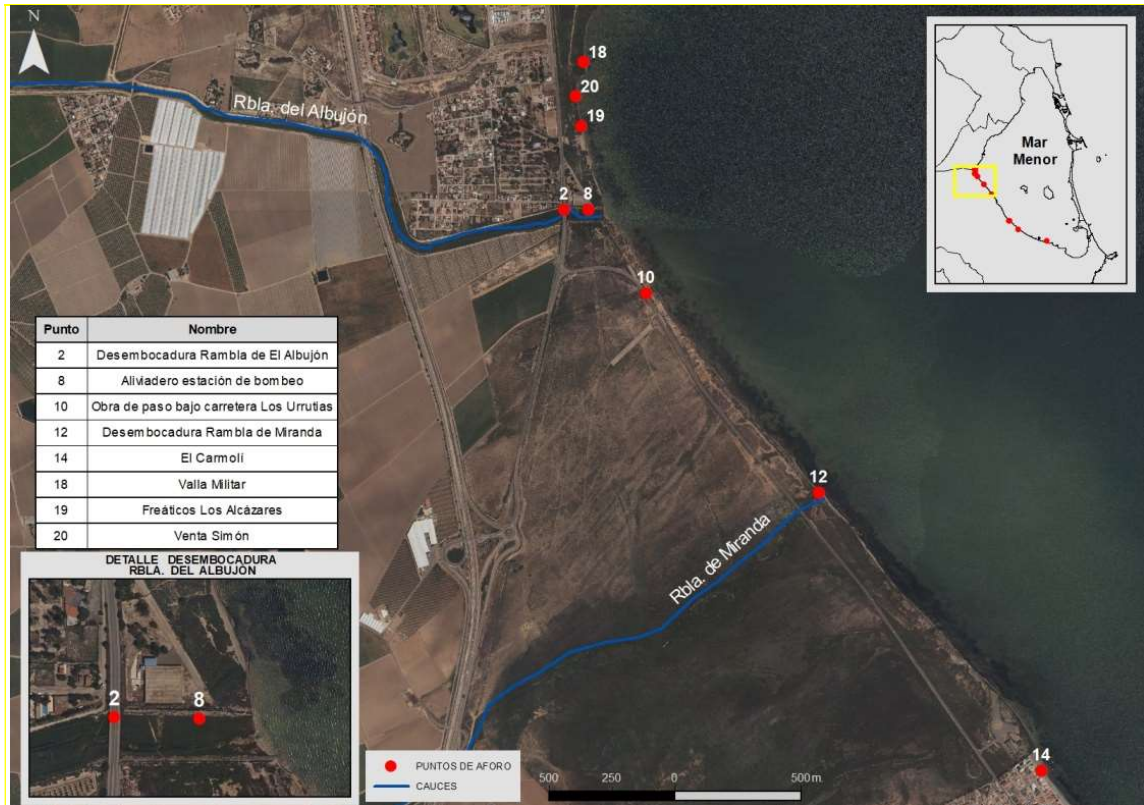 N
18
20
19
Rbla. del Albujón
2
8
10
Mar
Menor
Punto Nombre
2 Desembocadura Rambla de El Albujón
8 Aliviadero estación de bombeo
10 Obra de paso bajo carretera Los Urrutias
12 Desembocadura Rambla de Miranda
14 El Carmolí
18 Valla Militar
19 Freáticos Los Alcázares
20 Venta Simón
12
Rbla. de Miranda
DETALLE DESEMBOCADURA
RBLA. DEL ALBUJÓN
2
8
14
PUNTOS DE AFORO
CAUCES
500 250 0 500 m.